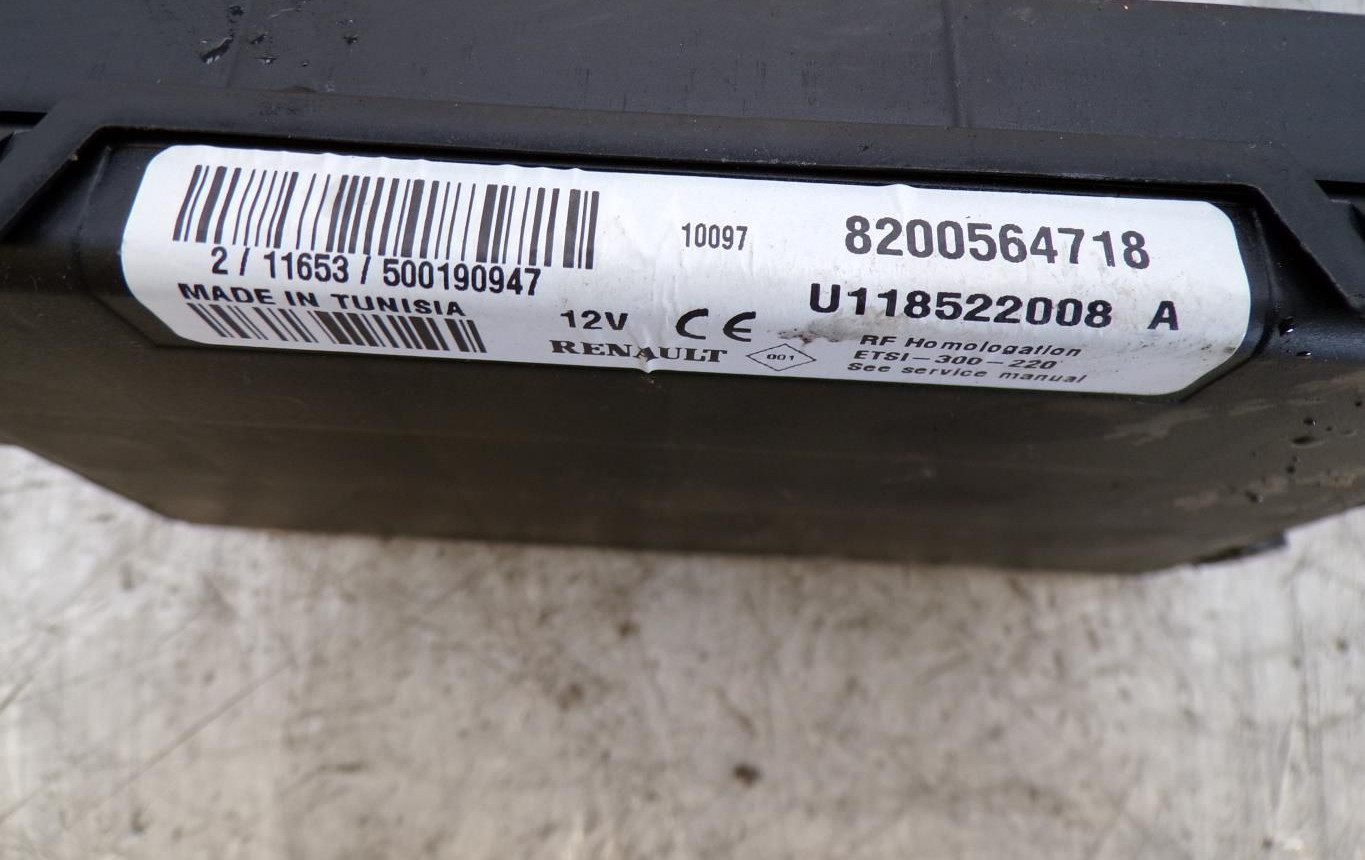 2 / 11653 / 500190947
MADE IN TUNISIA
10097
8200564718
12V CE
U118522008 A
RENAULT 001
RF Homologation
ETSI-300-220
See service manual